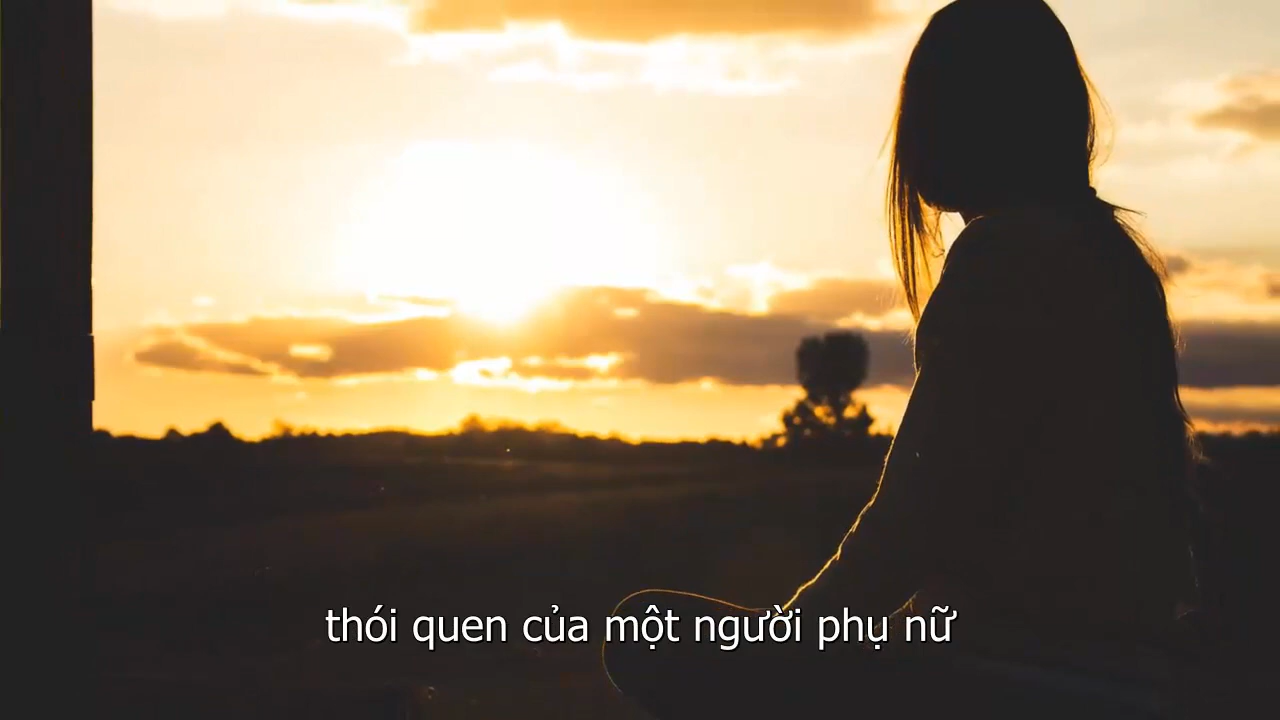 thói quen của một người phụ nữ